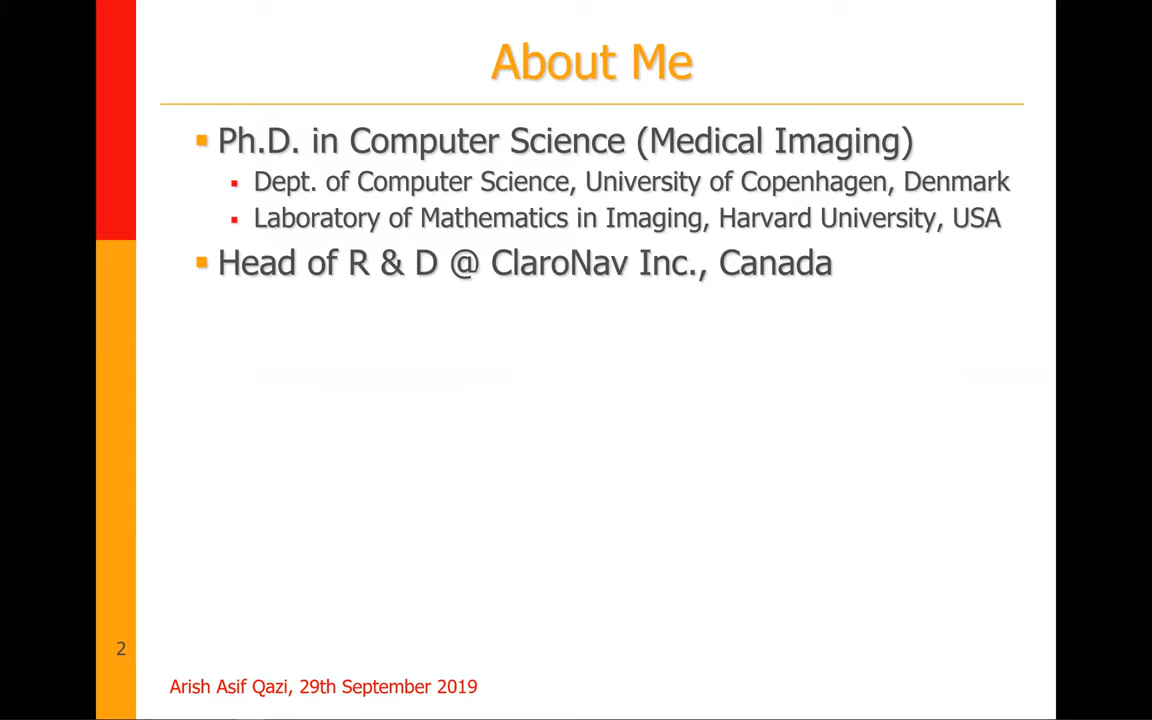 About Me
Ph.D. in Computer Science (Medical Imaging)
Dept. of Computer Science, University of Copenhagen, Denmark
Laboratory of Mathematics in Imaging, Harvard University, USA
Head of R & D @ ClaroNav Inc., Canada
2
Arish Asif Qazi, 29th September 2019